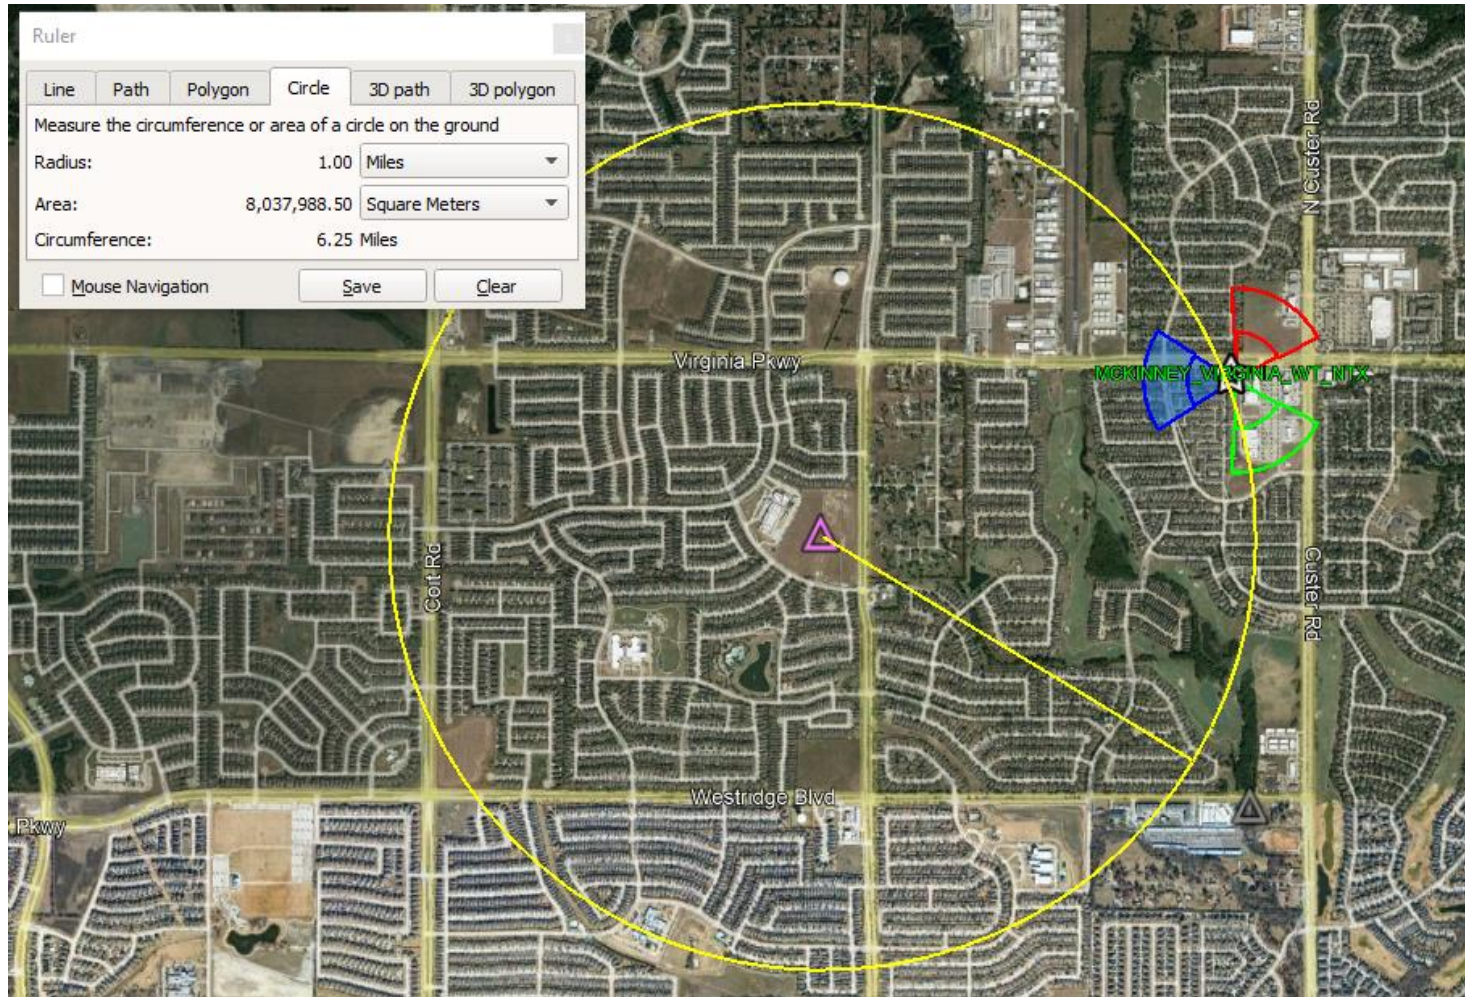 Ruler
Line Path Polygon Circle 3D path 3D polygon
Measure the circumference or area of a circle on the ground
Radius: 1.00 Miles
Area: 8,037,988.50 Square Meters
Circumference: 6.25 Miles
Mouse Navigation Save Clear
N Custer Rd
Virginia Pkwy
MCKINNEY_VIRGINIA_WT_NTX
Coit Rd
Custer Rd
Westridge Blvd
Pkwy